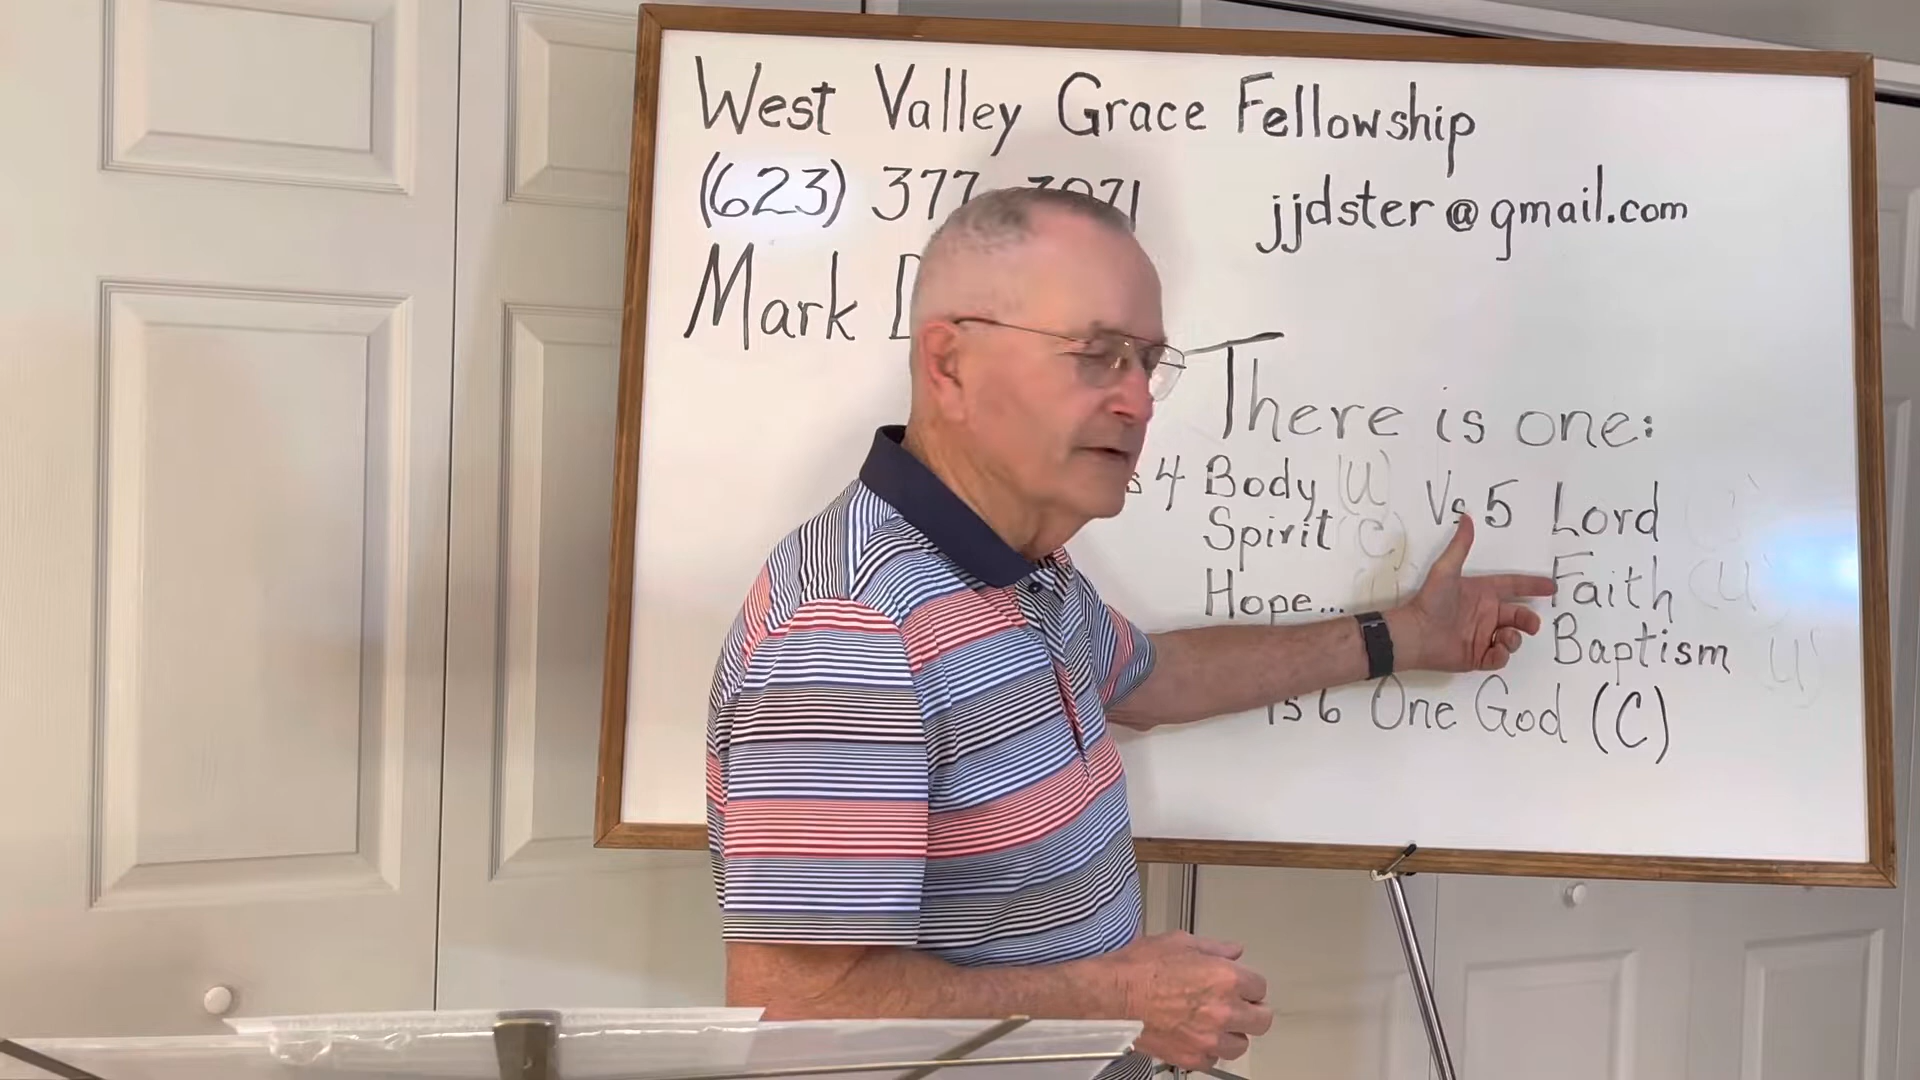 West Valley Grace Fellowship
(623) 377 jjdster@gmail.com
Mark
There is one:
4 Body (U) Vs 5 Lord
Spirit (C)
Hope... Faith (U)
Baptism (U)
Vs 6 One God (C)